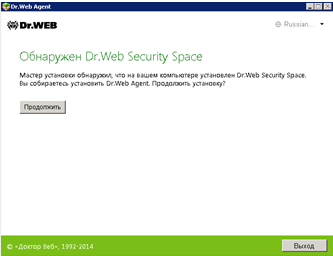 Dr.Web Agent
Dr.WEB
Russian...
Обнаружен Dr.Web Security Space
Мастер установки обнаружил, что на вашем компьютере установлен Dr.Web Security Space.
Вы собираетесь установить Dr.Web Agent. Продолжить установку?
Продолжить
© «Доктор Веб», 1992-2014
Выход